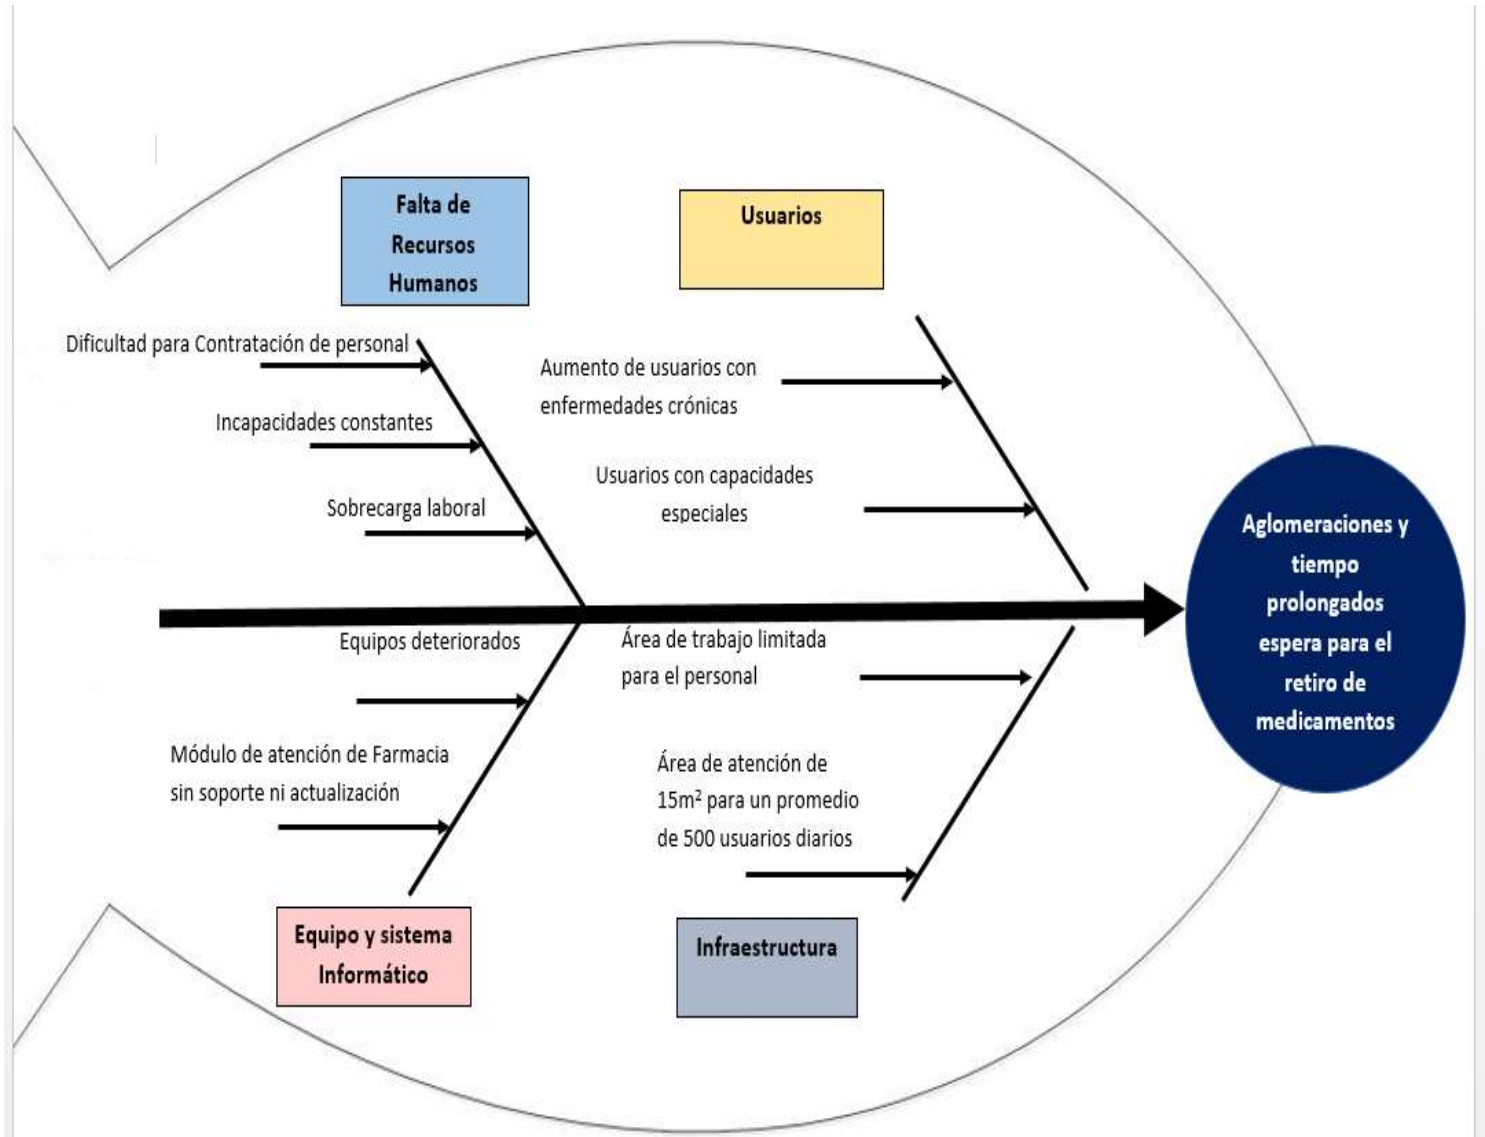 Falta de
Recursos
Humanos
Usuarios
Dificultad para Contratación de personal
Incapacidades constantes
Sobrecarga laboral
Aumento de usuarios con
enfermedades crónicas
Usuarios con capacidades
especiales
Aglomeraciones y
tiempo
prolongados
espera para el
retiro de
medicamentos
Equipos deteriorados
Módulo de atención de Farmacia
sin soporte ni actualización
Área de trabajo limitada
para el personal
Área de atención de
15m² para un promedio
de 500 usuarios diarios
Equipo y sistema
Informático
Infraestructura